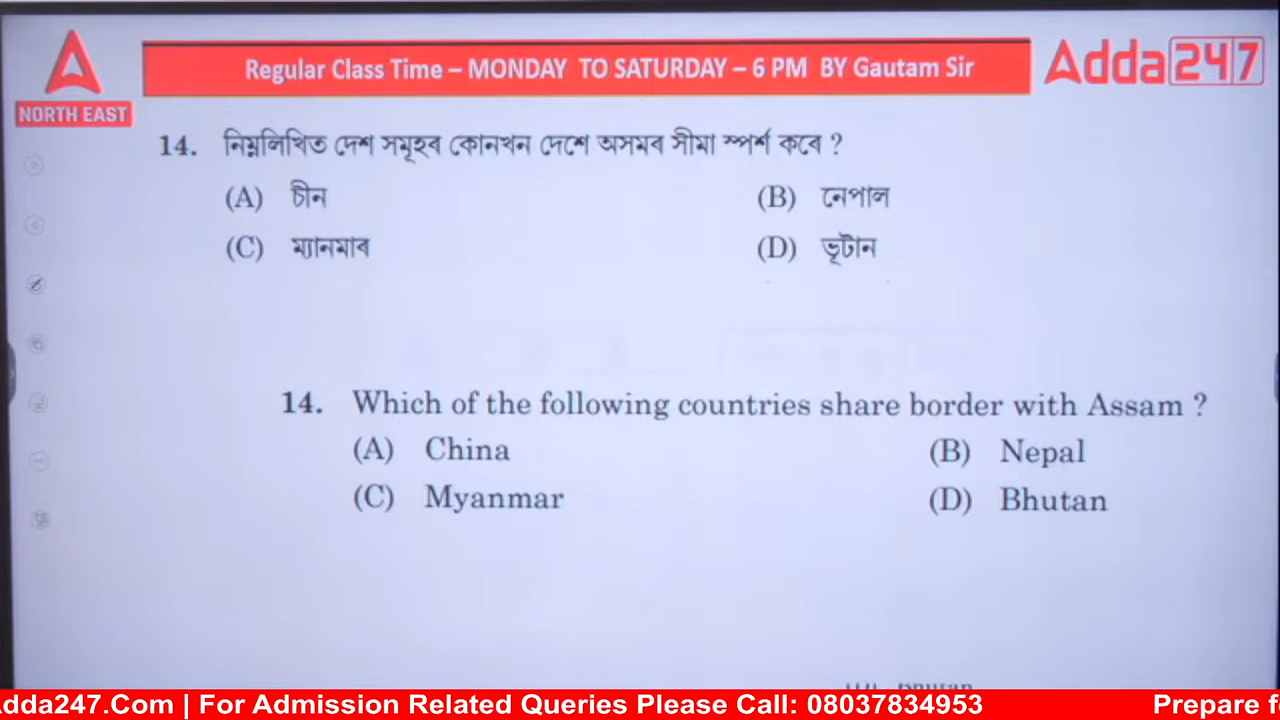 NORTH EAST
Regular Class Time – MONDAY TO SATURDAY – 6 PM BY Gautam Sir
Adda247
14. নিম্নলিখিত দেশ সমূহৰ কোনখন দেশে অসমৰ সীমা স্পৰ্শ কৰে ?
(A) চীন (B) নেপাল
(C) ম্যানমাৰ (D) ভূটান
14. Which of the following countries share border with Assam ?
(A) China (B) Nepal
(C) Myanmar (D) Bhutan
dda247.Com | For Admission Related Queries Please Call: 08037834953 Prepare f